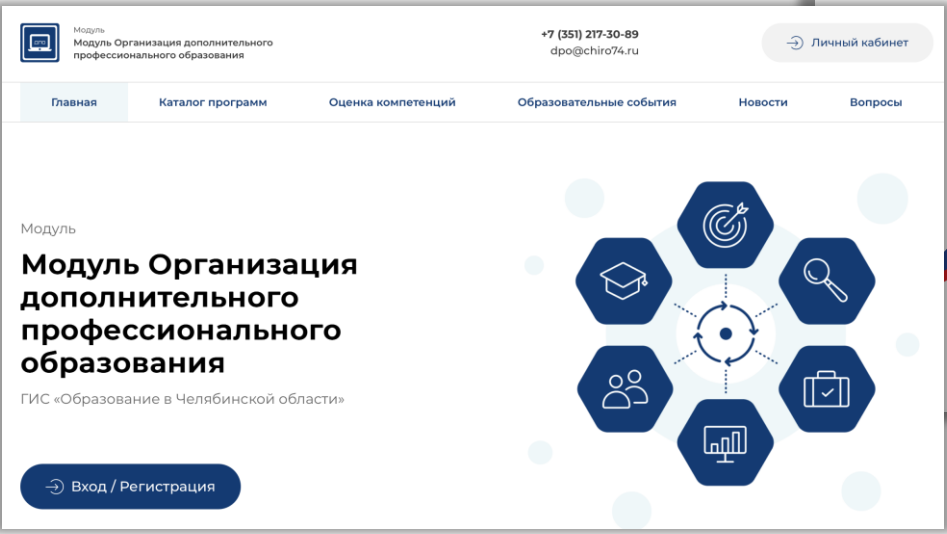 Модуль
Модуль Организация дополнительного
профессионального образования
+7 (351) 217-30-89
dpo@chiro74.ru
Личный кабинет
Главная
Каталог программ
Оценка компетенций
Образовательные события
Новости
Вопросы
Модуль
Модуль Организация
дополнительного
профессионального
образования
ГИС «Образование в Челябинской области»
Вход / Регистрация